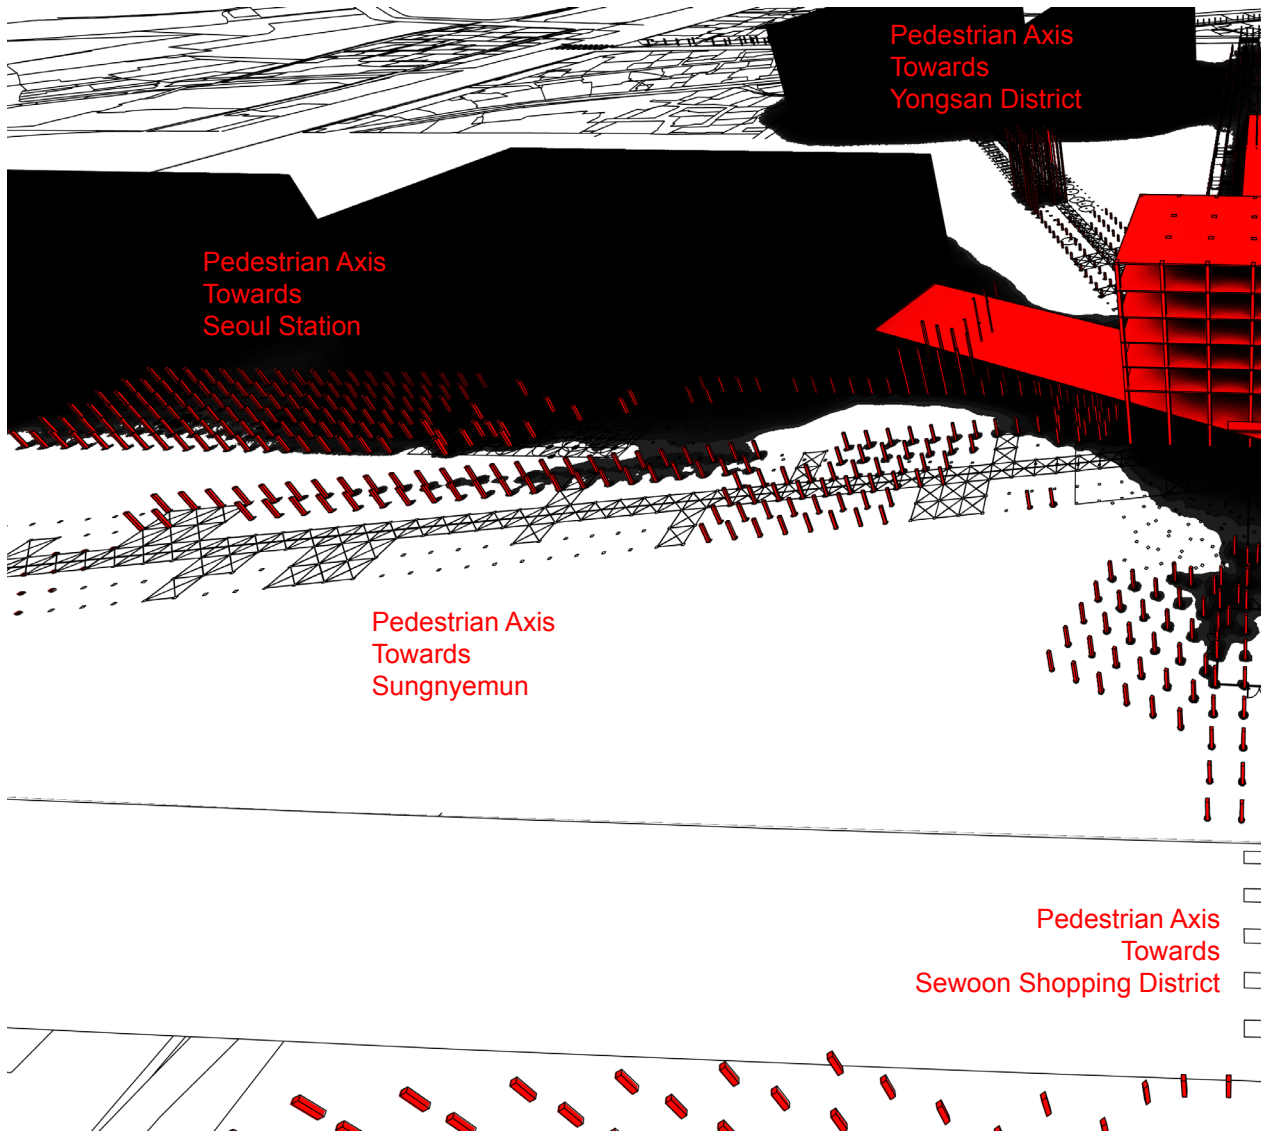 Pedestrian Axis
Towards
Yongsan District
Pedestrian Axis
Towards
Seoul Station
Pedestrian Axis
Towards
Sungnyemun
Pedestrian Axis
Towards
Sewoon Shopping District